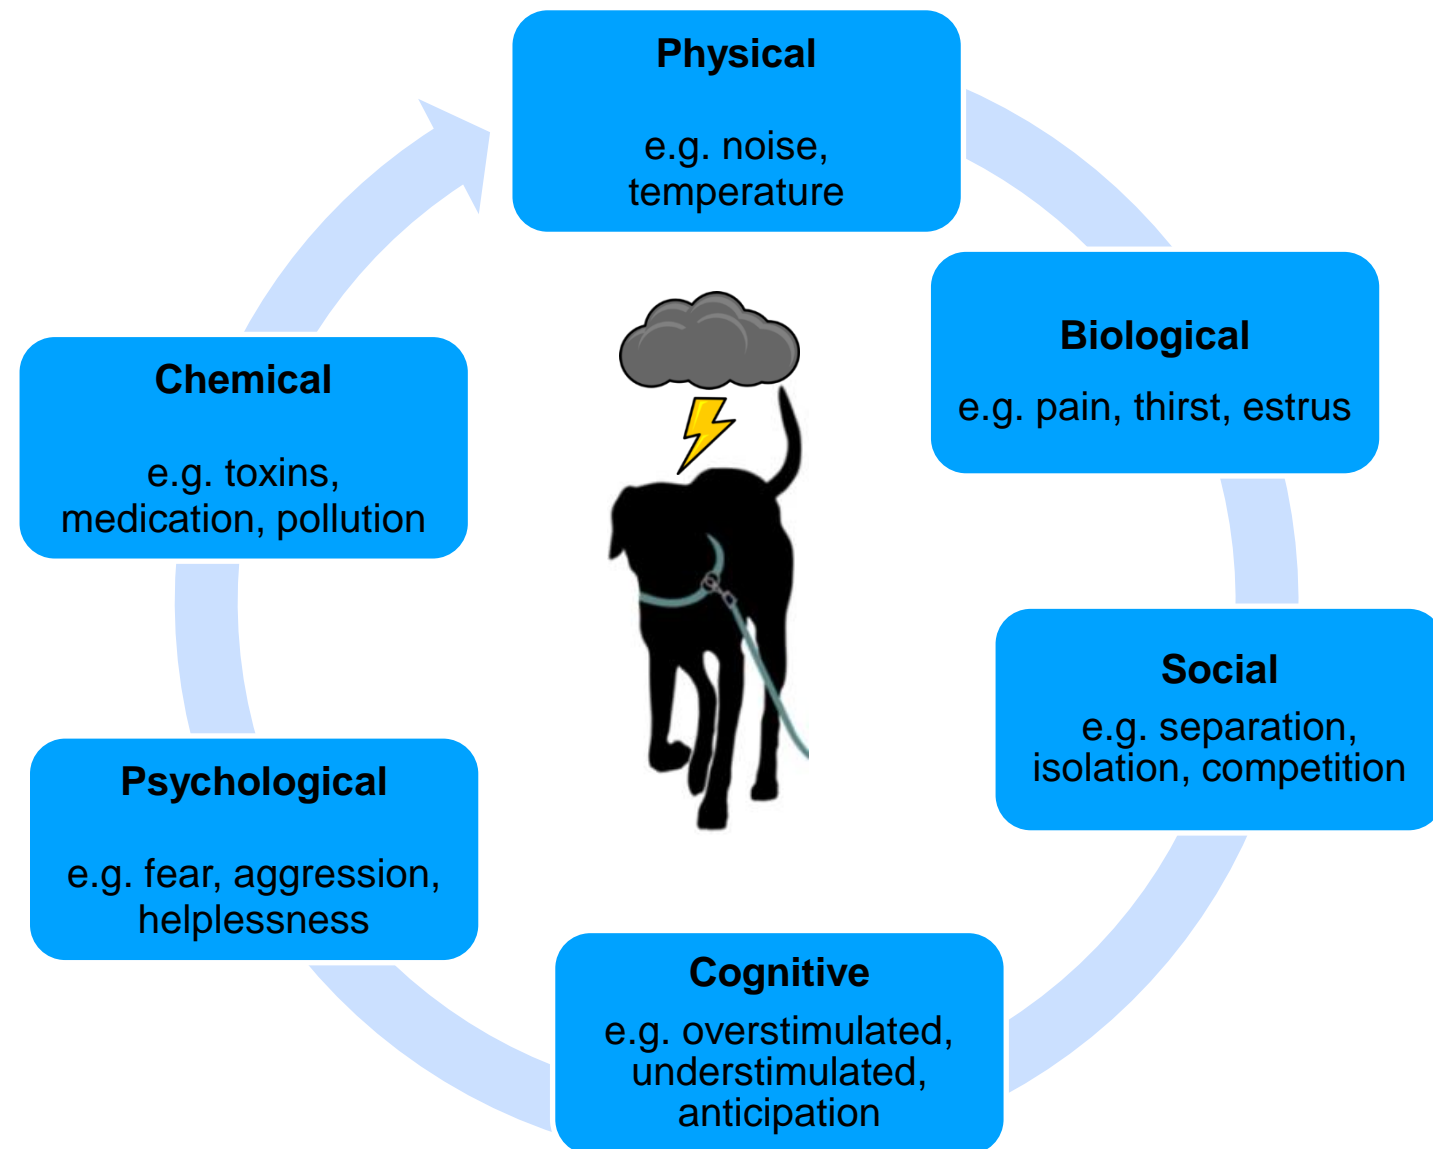 Physical
e.g. noise,
temperature
Biological
e.g. pain, thirst, estrus
Social
e.g. separation,
isolation, competition
Cognitive
e.g. overstimulated,
understimulated,
anticipation
Psychological
e.g. fear, aggression,
helplessness
Chemical
e.g. toxins,
medication, pollution